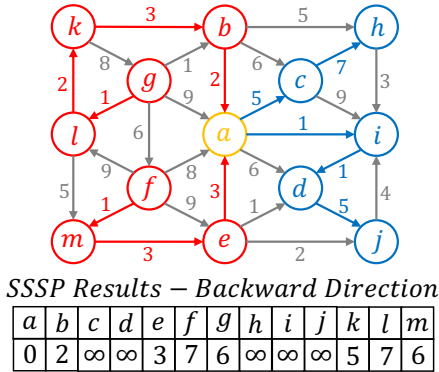 3 5
k b h
8 1 6 7
2 g 2 c 3
1 9 5 9
l a 1 i
6
9 8 6 1
5 f 3 d 4
1 9 1 5
m e j
3 2
SSSP Results − Backward Direction
a b c d e f g h i j k l m
0 2 ∞ ∞ 3 7 6 ∞ ∞ ∞ 5 7 6